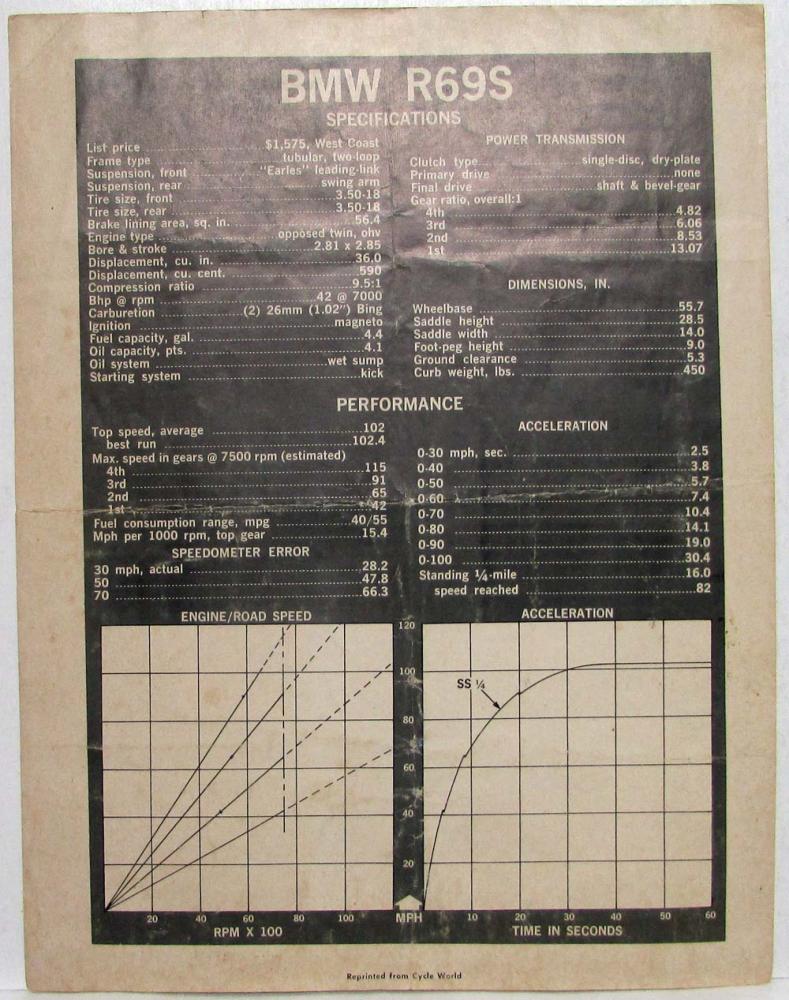 BMW R69S
SPECIFICATIONS
List price $1,575, West Coast
Frame type tubular, two-loop
Suspension, front "Earles" leading-link
Suspension, rear swing arm
Tire size, front 3.50-18
Tire size, rear 3.50-18
Brake lining area, sq. in. 56.4
Engine type opposed twin, ohv
Bore & stroke 2.81 x 2.85
Displacement, cu. in. 36.0
Displacement, cu. cent. 590
Compression ratio 9.5:1
Bhp @ rpm 42 @ 7000
Carburetion (2) 26mm (1.02") Bing
Ignition magneto
Fuel capacity, gal. 4.4
Oil capacity, pts. 4.1
Oil system wet sump
Starting system kick
POWER TRANSMISSION
Clutch type single-disc, dry-plate
Primary drive none
Final drive shaft & bevel-gear
Gear ratio, overall:1
4th 4.82
3rd 6.06
2nd 8.53
1st 13.07
DIMENSIONS, IN.
Wheelbase 55.7
Saddle height 28.5
Saddle width 14.0
Foot-peg height 9.0
Ground clearance 5.3
Curb weight, lbs. 450
PERFORMANCE
Top speed, average 102
best run 102.4
Max. speed in gears @ 7500 rpm (estimated)
4th 115
3rd 91
2nd 65
1st 42
Fuel consumption range, mpg 40/55
Mph per 1000 rpm, top gear 15.4
SPEEDOMETER ERROR
30 mph, actual 28.2
50 47.8
70 66.3
ACCELERATION
0-30 mph, sec. 2.5
0-40 3.8
0-50 5.7
0-60 7.4
0-70 10.4
0-80 14.1
0-90 19.0
0-100 30.4
Standing ¼-mile 16.0
speed reached 82
ENGINE/ROAD SPEED
120
100
80
60
40
20
MPH
20 40 60 80 100
RPM X 100
ACCELERATION
SS ¼
10 20 30 40 50 60
TIME IN SECONDS
Reprinted from Cycle World